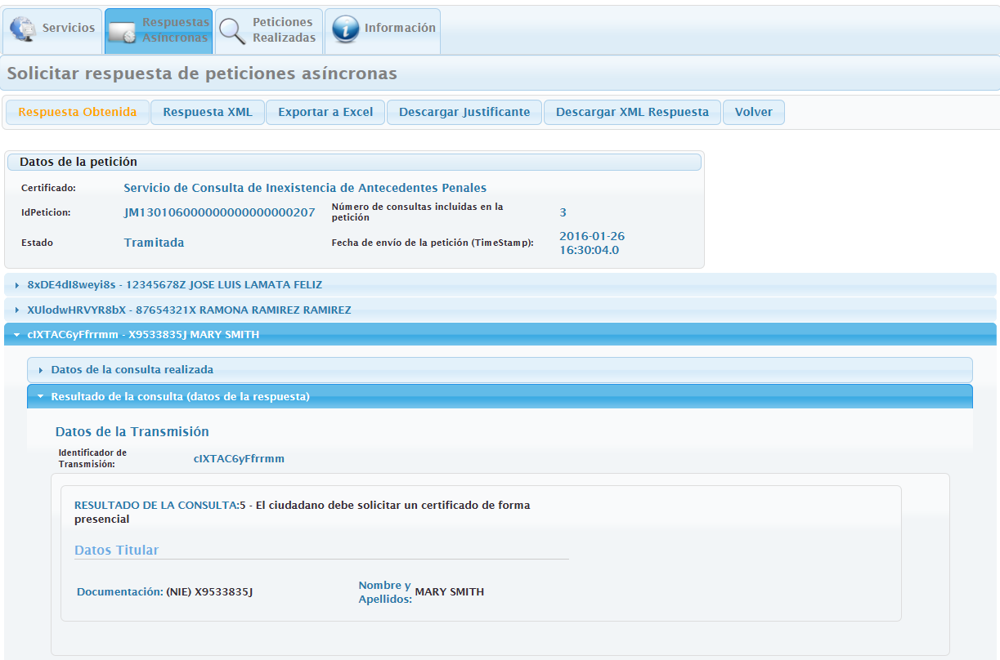 Servicios
Respuestas
Asíncronas
Peticiones
Realizadas
Información
Solicitar respuesta de peticiones asíncronas
Respuesta Obtenida
Respuesta XML
Exportar a Excel
Descargar Justificante
Descargar XML Respuesta
Volver
Datos de la petición
Certificado: Servicio de Consulta de Inexistencia de Antecedentes Penales
IdPeticion: JM130106000000000000000207
Número de consultas incluidas en la
petición
3
Estado Tramitada
Fecha de envío de la petición (TimeStamp):
2016-01-26
16:30:04.0
8xDE4dI8weyi8s - 12345678Z JOSE LUIS LAMATA FELIZ
XUlodwHRVYR8bX - 87654321X RAMONA RAMIREZ RAMIREZ
cIXTAC6yFfrrmm - X9533835J MARY SMITH
Datos de la consulta realizada
Resultado de la consulta (datos de la respuesta)
Datos de la Transmisión
Identificador de
Transmisión:
cIXTAC6yFfrrmm
RESULTADO DE LA CONSULTA:5 - El ciudadano debe solicitar un certificado de forma
presencial
Datos Titular
Documentación: (NIE) X9533835J
Nombre y
Apellidos:
MARY SMITH